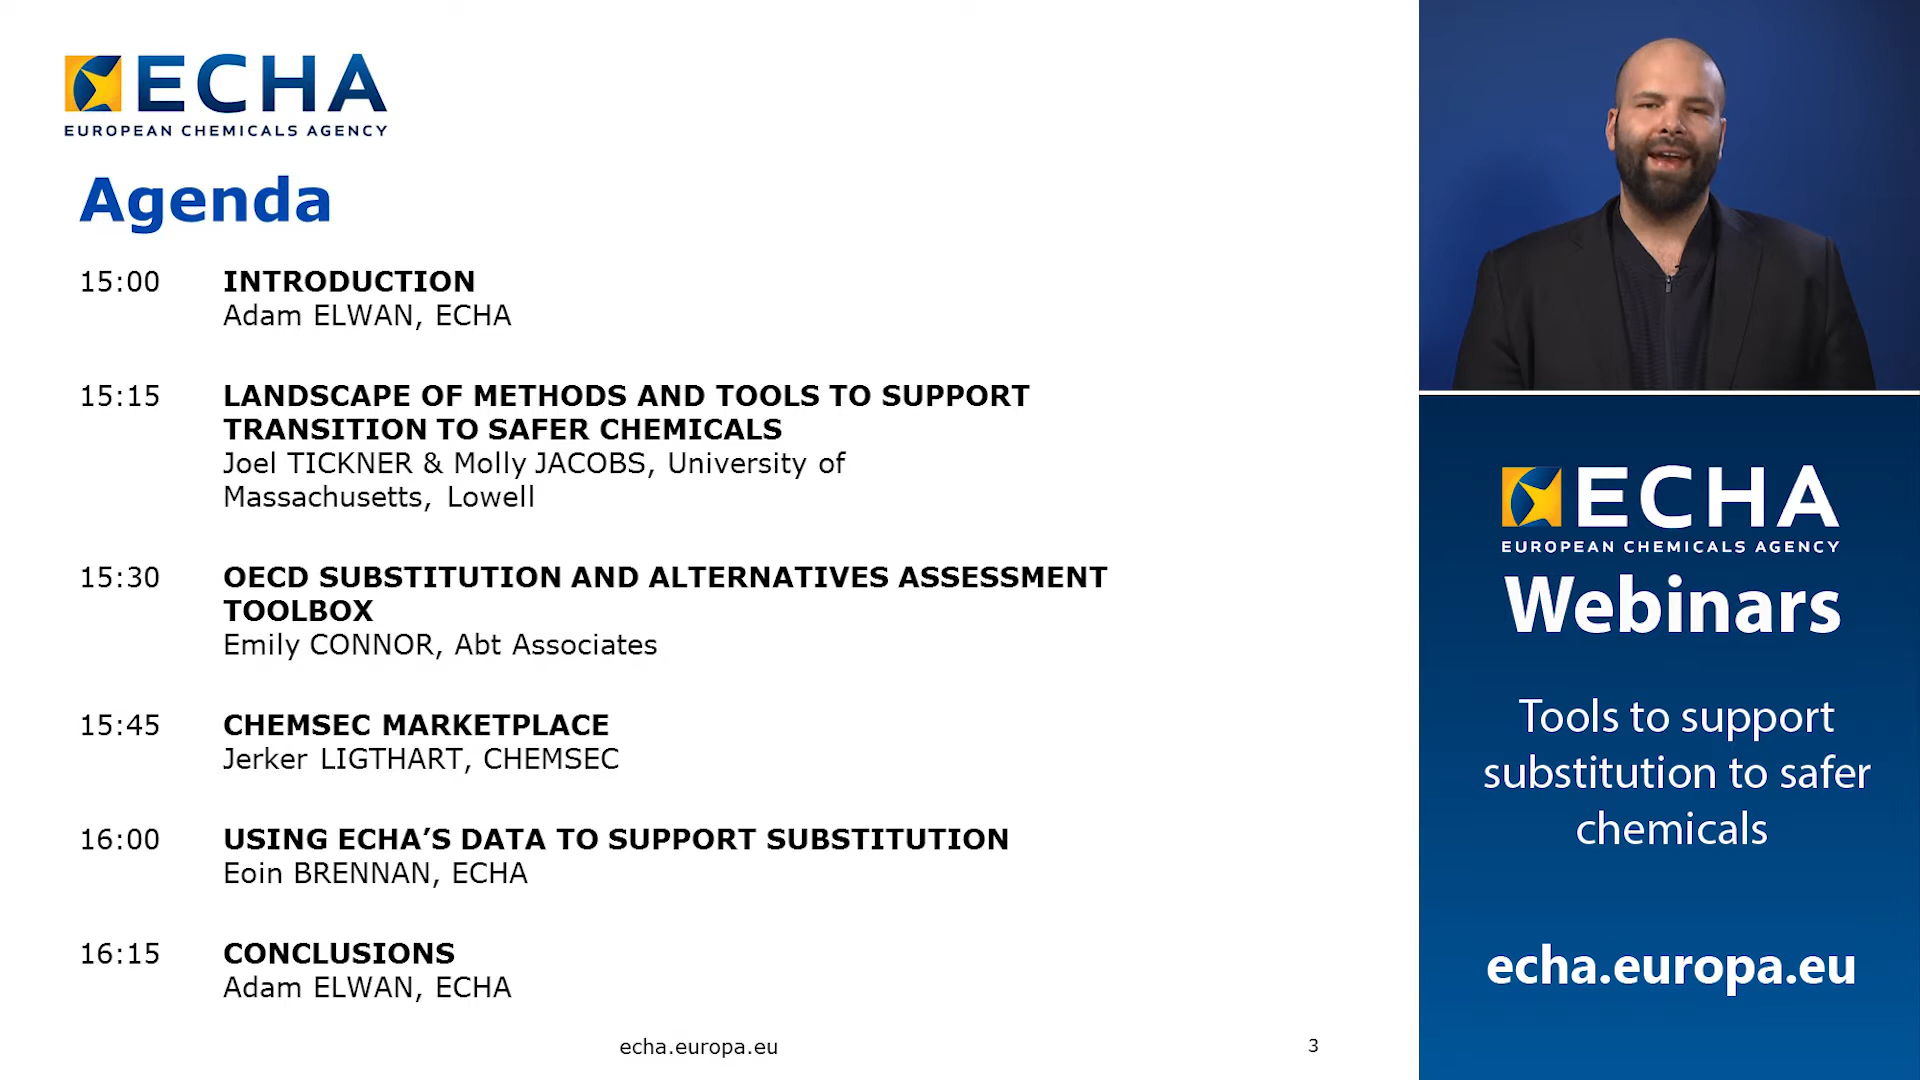 ECHA
EUROPEAN CHEMICALS AGENCY
Agenda
15:00 INTRODUCTION
Adam ELWAN, ECHA
15:15 LANDSCAPE OF METHODS AND TOOLS TO SUPPORT
TRANSITION TO SAFER CHEMICALS
Joel TICKNER & Molly JACOBS, University of
Massachusetts, Lowell
15:30 OECD SUBSTITUTION AND ALTERNATIVES ASSESSMENT
TOOLBOX
Emily CONNOR, Abt Associates
15:45 CHEMSEC MARKETPLACE
Jerker LIGTHART, CHEMSEC
16:00 USING ECHA’S DATA TO SUPPORT SUBSTITUTION
Eoin BRENNAN, ECHA
16:15 CONCLUSIONS
Adam ELWAN, ECHA
echa.europa.eu
3
ECHA
EUROPEAN CHEMICALS AGENCY
Webinars
Tools to support
substitution to safer
chemicals
echa.europa.eu